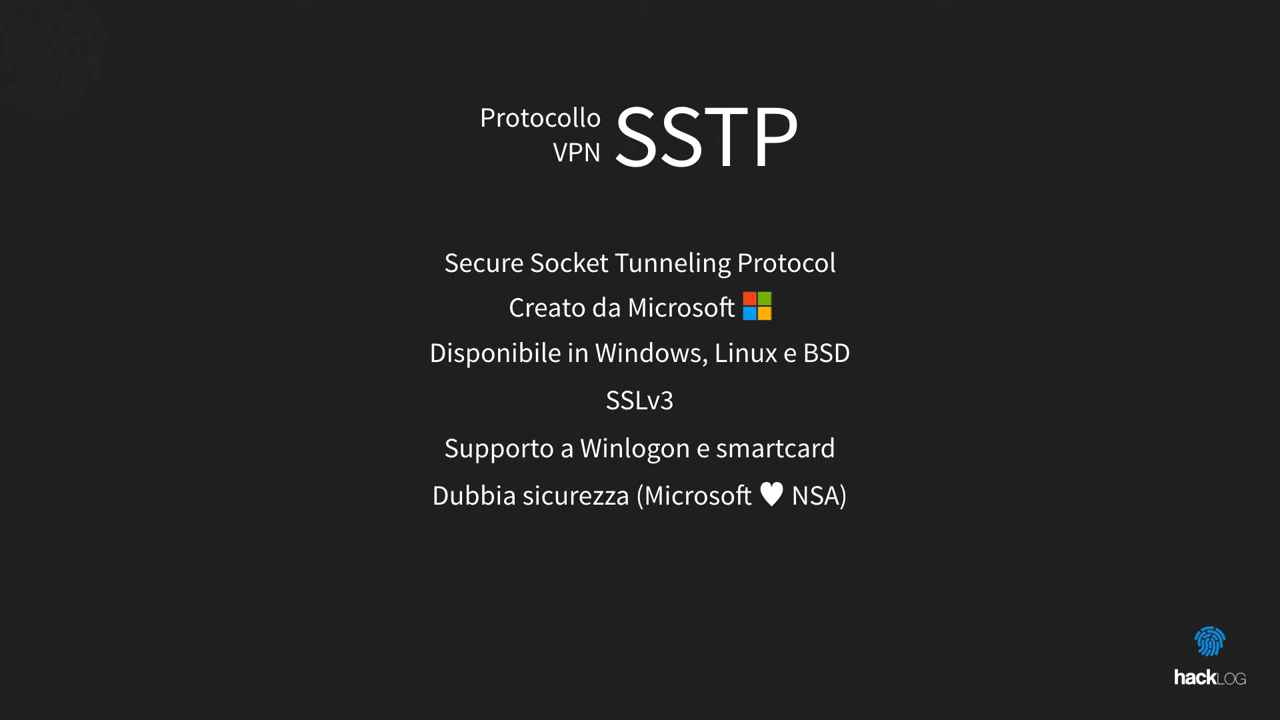 Protocollo
VPN
SSTP
Secure Socket Tunneling Protocol
Creato da Microsoft
Disponibile in Windows, Linux e BSD
SSLv3
Supporto a Winlogon e smartcard
Dubbia sicurezza (Microsoft ♥ NSA)
hackLOG